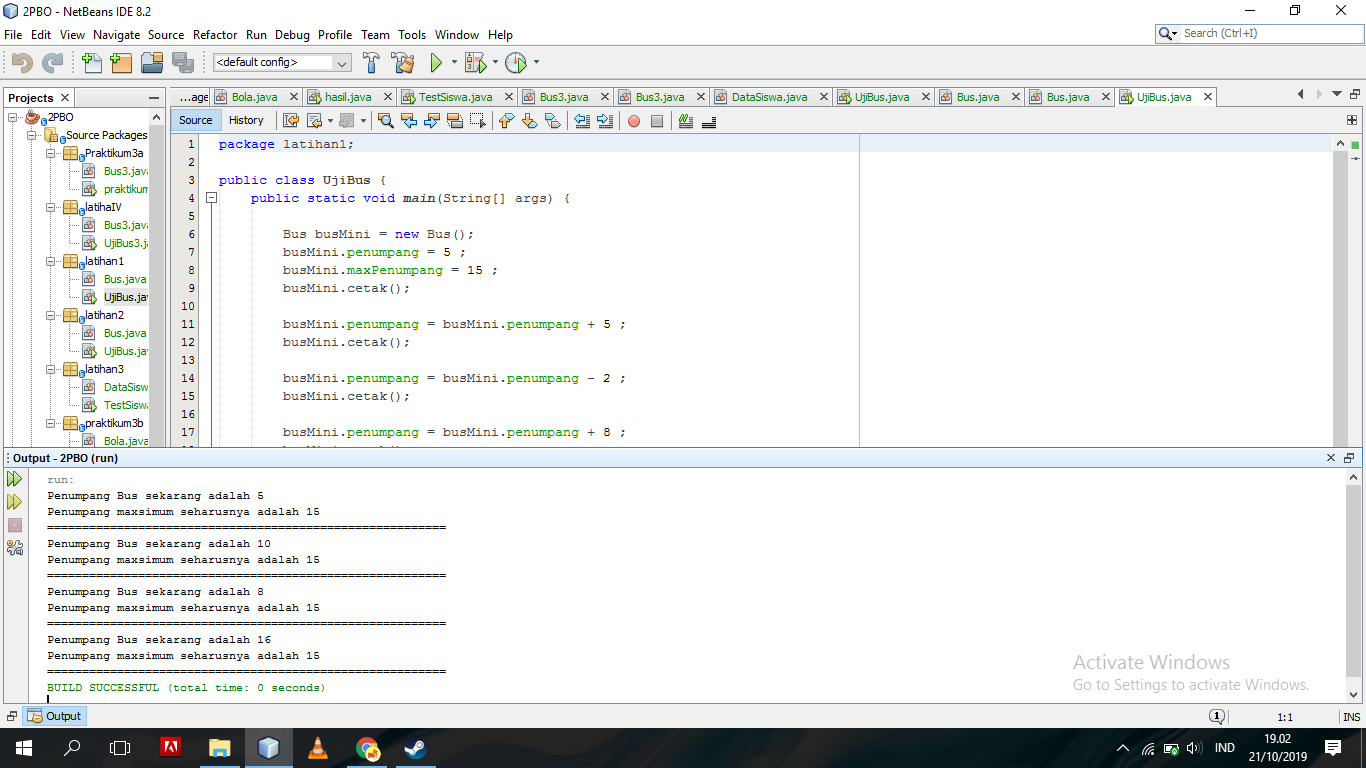 2PBO - NetBeans IDE 8.2
File Edit View Navigate Source Refactor Run Debug Profile Team Tools Window Help
Search (Ctrl+I)
<default config>
Projects
...age Bola.java hasil.java TestSiswa.java Bus3.java Bus3.java DataSiswa.java UjiBus.java Bus.java Bus.java UjiBus.java
Source History
2PBO
Source Packages
Praktikum3a
Bus3.java
praktikum
latihaIV
Bus3.java
UjiBus3.j
latihan1
Bus.java
UjiBus.ja
latihan2
Bus.java
UjiBus.ja
latihan3
DataSisw
TestSisw
praktikum3b
Bola.java
1 package latihan1;
2
3 public class UjiBus {
4 public static void main(String[] args) {
5
6 Bus busMini = new Bus();
7 busMini.penumpang = 5 ;
8 busMini.maxPenumpang = 15 ;
9 busMini.cetak();
10
11 busMini.penumpang = busMini.penumpang + 5 ;
12 busMini.cetak();
13
14 busMini.penumpang = busMini.penumpang - 2 ;
15 busMini.cetak();
16
17 busMini.penumpang = busMini.penumpang + 8 ;
Output - 2PBO (run)
run:
Penumpang Bus sekarang adalah 5
Penumpang maxsimum seharusnya adalah 15
=========================================================
Penumpang Bus sekarang adalah 10
Penumpang maxsimum seharusnya adalah 15
=========================================================
Penumpang Bus sekarang adalah 8
Penumpang maxsimum seharusnya adalah 15
=========================================================
Penumpang Bus sekarang adalah 16
Penumpang maxsimum seharusnya adalah 15
=========================================================
BUILD SUCCESSFUL (total time: 0 seconds)
Activate Windows
Go to Settings to activate Windows.
Output
1
1:1 INS
IND
19.02
21/10/2019